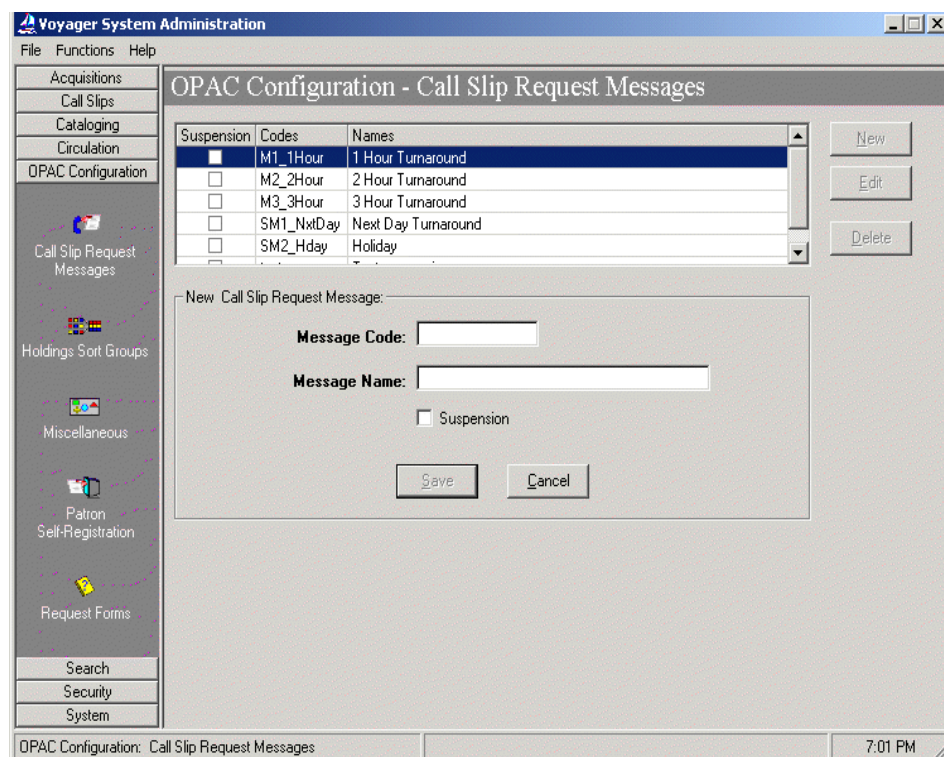 Voyager System Administration
File Functions Help
Acquisitions
Call Slips
Cataloging
Circulation
OPAC Configuration
Call Slip Request
Messages
Holdings Sort Groups
Miscellaneous
Patron
Self-Registration
Request Forms
Search
Security
System
OPAC Configuration - Call Slip Request Messages
Suspension Codes Names
M1_1Hour 1 Hour Turnaround
M2_2Hour 2 Hour Turnaround
M3_3Hour 3 Hour Turnaround
SM1_NxtDay Next Day Turnaround
SM2_Hday Holiday
New
Edit
Delete
New Call Slip Request Message:
Message Code:
Message Name:
Suspension
Save Cancel
OPAC Configuration: Call Slip Request Messages 7:01 PM